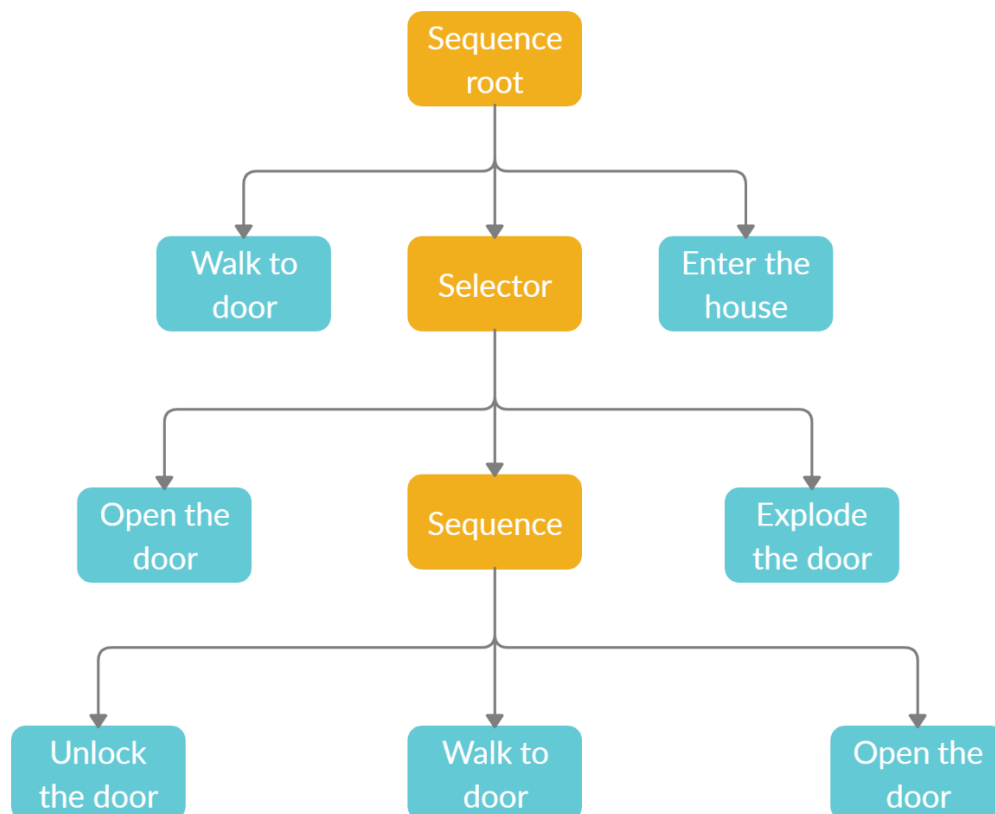 Sequence
root
Walk to
door
Selector
Enter the
house
Open the
door
Sequence
Explode
the door
Unlock
the door
Walk to
door
Open the
door